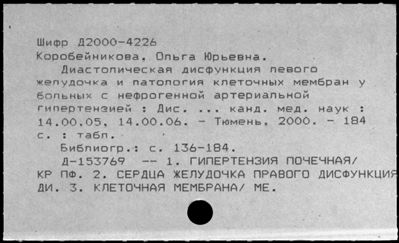 Шифр Д2000-4226
Коробейникова, Ольга Юрьевна.
Диастолическая дисфункция левого
желудочка и патология клеточных мембран у
больных с нефрогенной артериальной
гипертензией : Дис. ... канд. мед. наук :
14.00.05, 14.00.06. - Тюмень, 2000. - 184
с. : табл.
Библиогр.: с. 136-184.
Д-153769 -- 1. ГИПЕРТЕНЗИЯ ПОЧЕЧНАЯ/
КР ПФ. 2. СЕРДЦА ЖЕЛУДОЧКА ПРАВОГО ДИСФУНКЦИЯ
ДИ. 3. КЛЕТОЧНАЯ МЕМБРАНА/ МЕ.